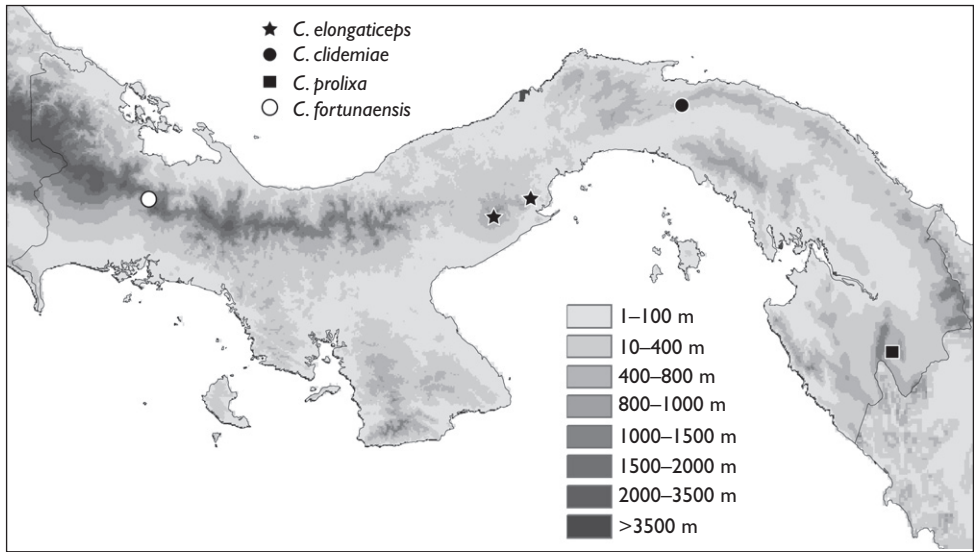 C. elongaticeps
C. clidemiae
C. prolixa
C. fortunaensis
1–100 m
10–400 m
400–800 m
800–1000 m
1000–1500 m
1500–2000 m
2000–3500 m
>3500 m